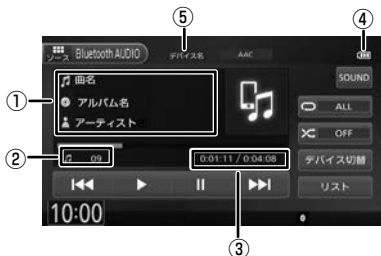 ⑤
④
ソース Bluetooth AUDIO デバイス名 AAC
① 曲名 SOUND
アルバム名 ALL
アーティスト OFF
② 09 0:01:11 / 0:04:08 デバイス切替
リスト
10:00
③